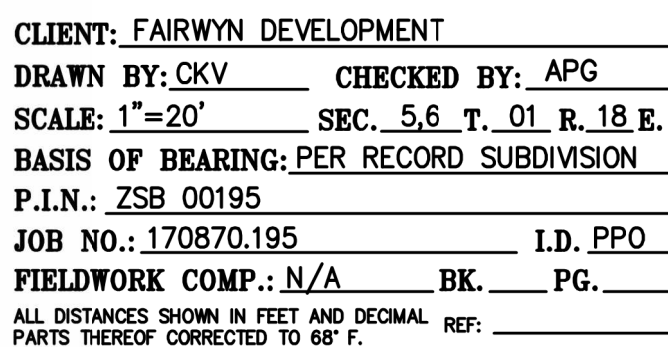 CLIENT: FAIRWYN DEVELOPMENT
DRAWN BY: CKV CHECKED BY: APG
SCALE: 1"=20' SEC. 5,6 T. 01 R. 18 E.
BASIS OF BEARING: PER RECORD SUBDIVISION
P.I.N.: ZSB 00195
JOB NO.: 170870.195 I.D. PPO
FIELDWORK COMP.: N/A BK. PG.
ALL DISTANCES SHOWN IN FEET AND DECIMAL REF:
PARTS THEREOF CORRECTED TO 68° F.